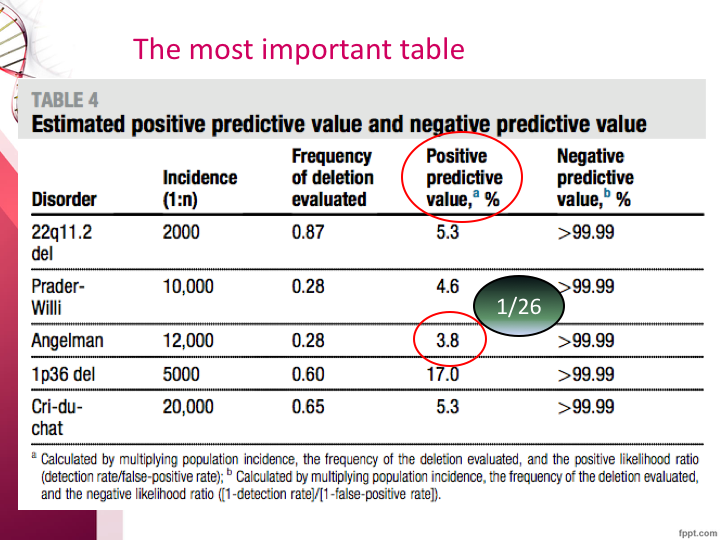 The most important table
TABLE 4
Estimated positive predictive value and negative predictive value
Disorder Incidence (1:n) Frequency of deletion evaluated Positive predictive value,a % Negative predictive value,b %
22q11.2 del 2000 0.87 5.3 >99.99
Prader-Willi 10,000 0.28 4.6 >99.99
1/26
Angelman 12,000 0.28 3.8 >99.99
1p36 del 5000 0.60 17.0 >99.99
Cri-du-chat 20,000 0.65 5.3 >99.99
a Calculated by multiplying population incidence, the frequency of the deletion evaluated, and the positive likelihood ratio
(detection rate/false-positive rate); b Calculated by multiplying population incidence, the frequency of the deletion evaluated,
and the negative likelihood ratio ([1-detection rate]/[1-false-positive rate]).
fppt.com